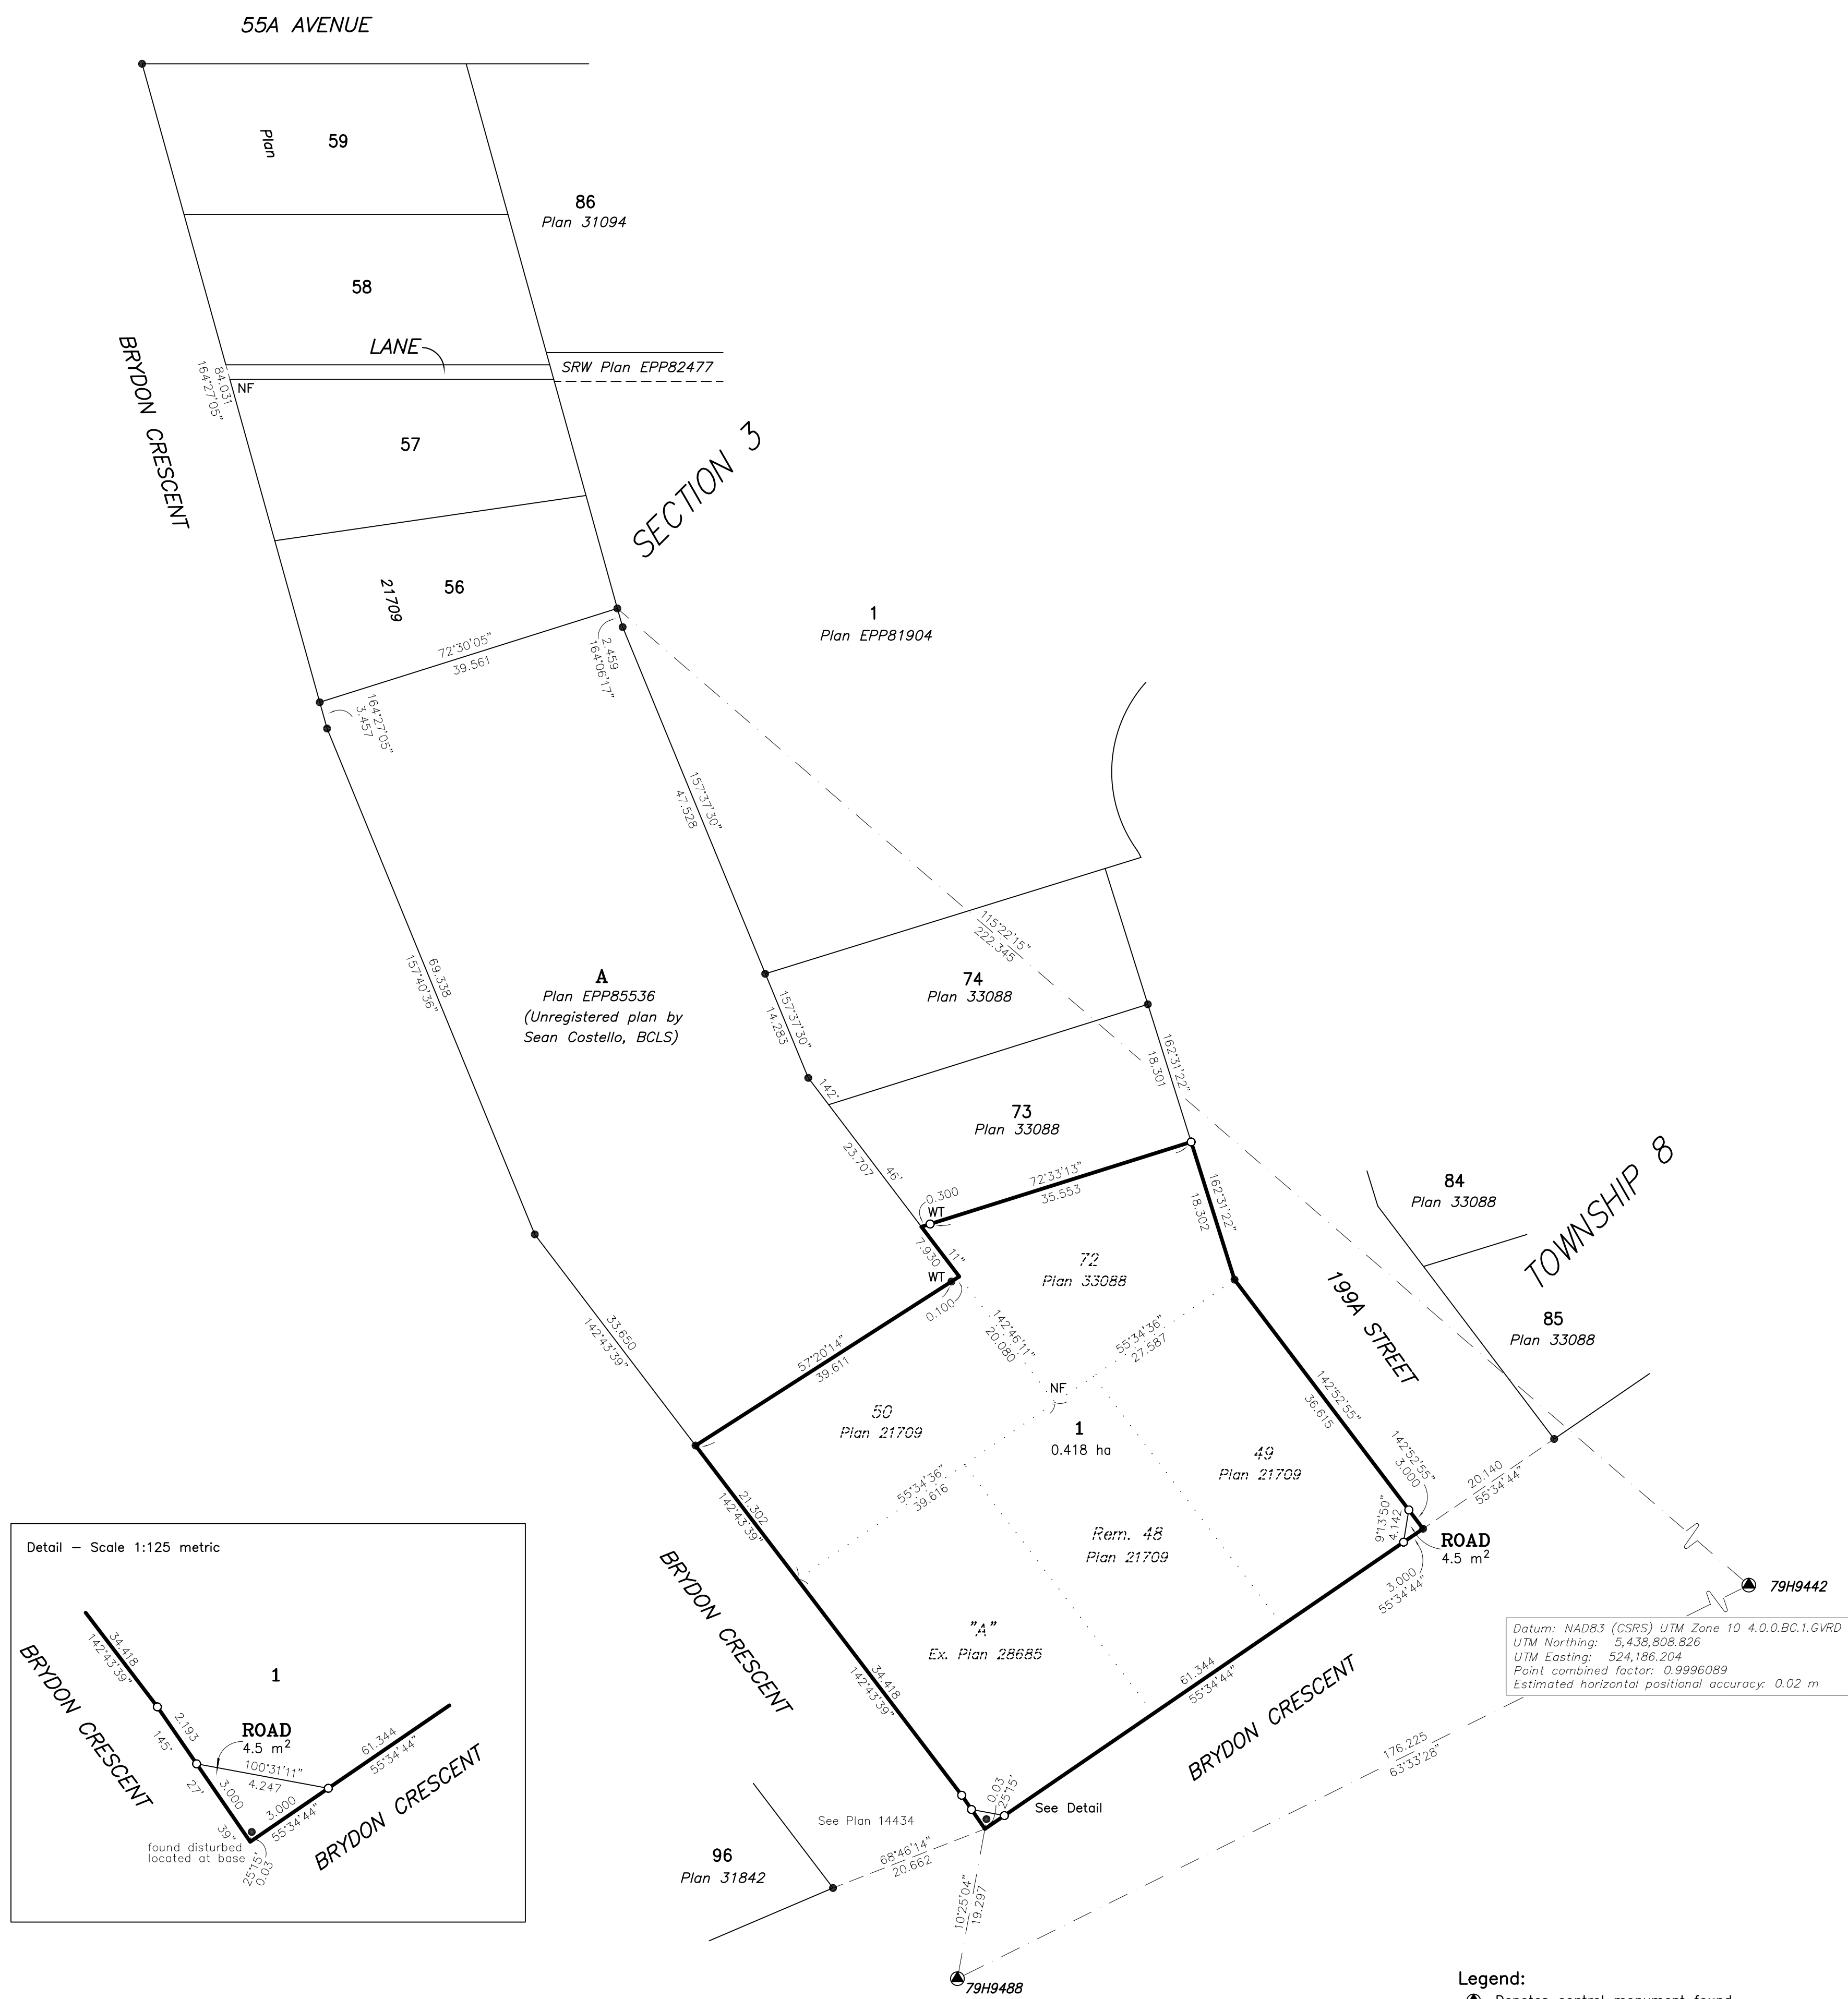 55A AVENUE
Plan
59
86
Plan 31094
58
LANE
SRW Plan EPP82477
BRYDON CRESCENT
84.031
164°27'05"
NF
57
SECTION 3
21709
56
72°30'05"
39.561
2.459
164°06'17"
1
Plan EPP81904
164°27'05"
3.457
157°37'30"
47.528
115°22'15"
222.345
69.338
157°40'36"
A
Plan EPP85536
(Unregistered plan by
Sean Costello, BCLS)
74
Plan 33088
157°37'30"
14.283
162°31'22"
18.301
142°
73
Plan 33088
23.707
46'
72°33'13"
35.553
0.300
WT
162°31'22"
18.302
84
Plan 33088
TOWNSHIP 8
7.930
11"
WT
0.100
72
Plan 33088
199A STREET
85
Plan 33088
33.650
142°43'39"
57°20'14"
39.611
142°46'11"
20.080
55°34'36"
27.587
NF
142°52'55"
36.615
50
Plan 21709
1
0.418 ha
49
Plan 21709
55°34'36"
39.616
142°52'55"
3.000
20.140
55°34'44"
21.302
142°43'39"
9°13'50"
4.142
Rem. 48
Plan 21709
ROAD
4.5 m²
3.000
55°34'44"
79H9442
BRYDON CRESCENT
"A"
Ex. Plan 28685
Datum: NAD83 (CSRS) UTM Zone 10 4.0.0.BC.1.GVRD
UTM Northing: 5,438,808.826
UTM Easting: 524,186.204
Point combined factor: 0.9996089
Estimated horizontal positional accuracy: 0.02 m
34.418
142°43'39"
61.344
55°34'44"
BRYDON CRESCENT
176.225
63°33'28"
0.03
25°15'
See Detail
See Plan 14434
96
Plan 31842
68°46'14"
20.662
10°25'04"
19.297
79H9488
Detail – Scale 1:125 metric
34.418
142°43'39"
BRYDON CRESCENT
1
2.193
145°
ROAD
4.5 m²
100°31'11"
4.247
61.344
55°34'44"
27'
3.000
3.000
55°34'44"
39"
BRYDON CRESCENT
found disturbed
located at base
25°15'
0.03
Legend:
Denotes control monument found